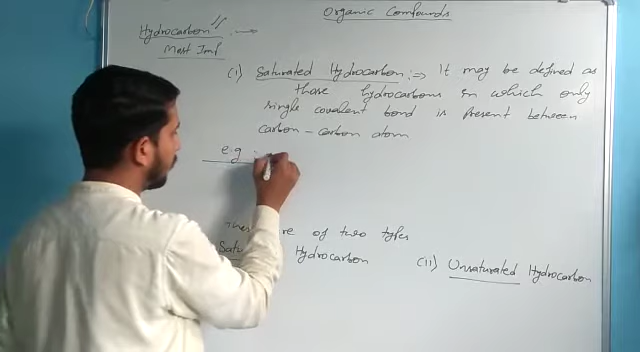 Organic Compounds
Hydrocarbon
Most Imp
(i) Saturated Hydrocarbon :⇒ It may be defined as
those hydrocarbons in which only
single covalent bond is present between
carbon - carbon atom
e.g :
of two types
Hydrocarbon (ii) Unsaturated Hydrocarbon